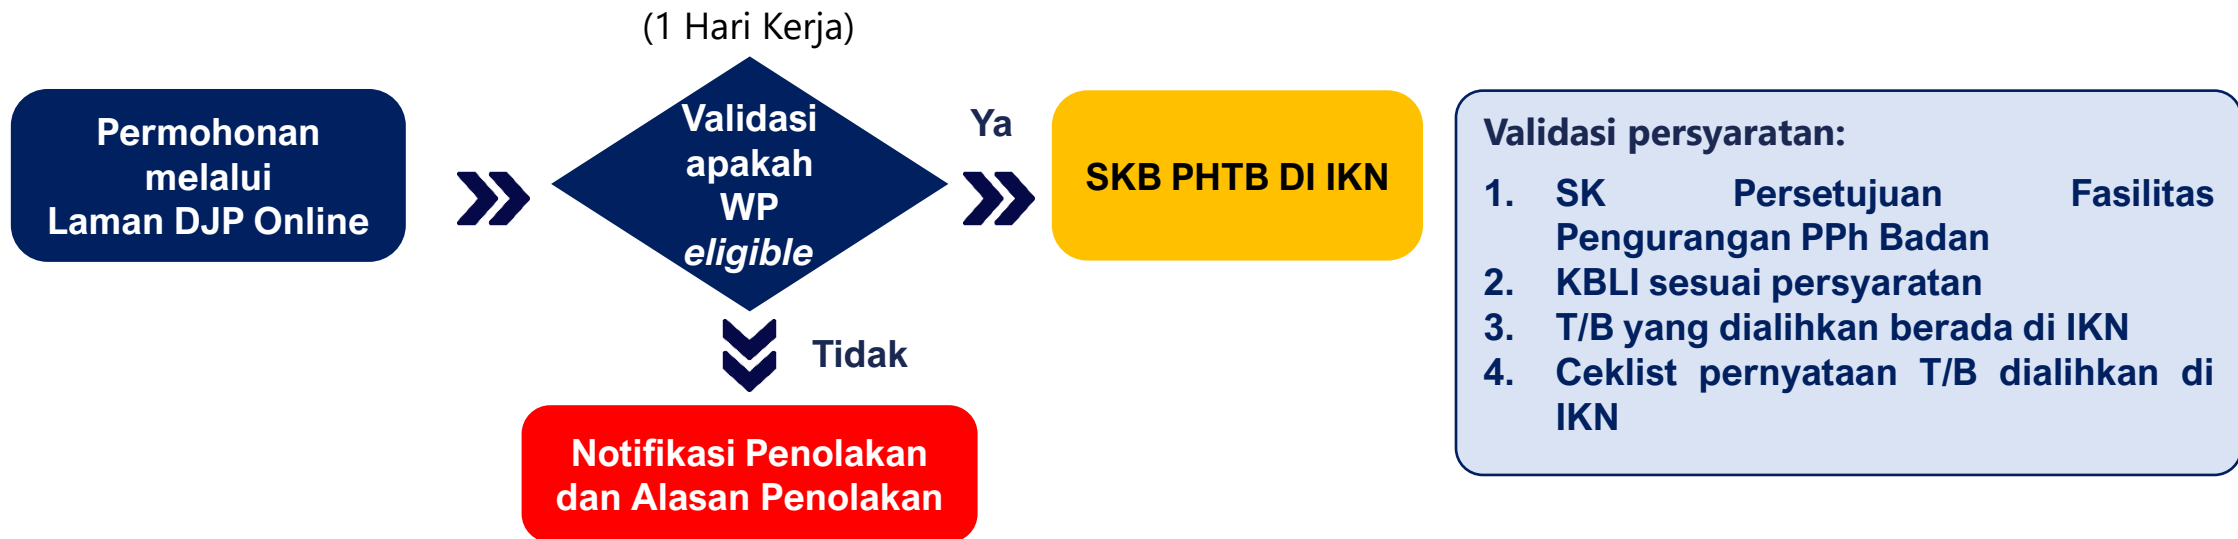 (1 Hari Kerja)
Permohonan
melalui
Laman DJP Online
Validasi
apakah
WP
eligible
Ya
SKB PHTB DI IKN
Tidak
Notifikasi Penolakan
dan Alasan Penolakan
Validasi persyaratan:
1. SK Persetujuan Fasilitas
Pengurangan PPh Badan
2. KBLI sesuai persyaratan
3. T/B yang dialihkan berada di IKN
4. Ceklist pernyataan T/B dialihkan di
IKN